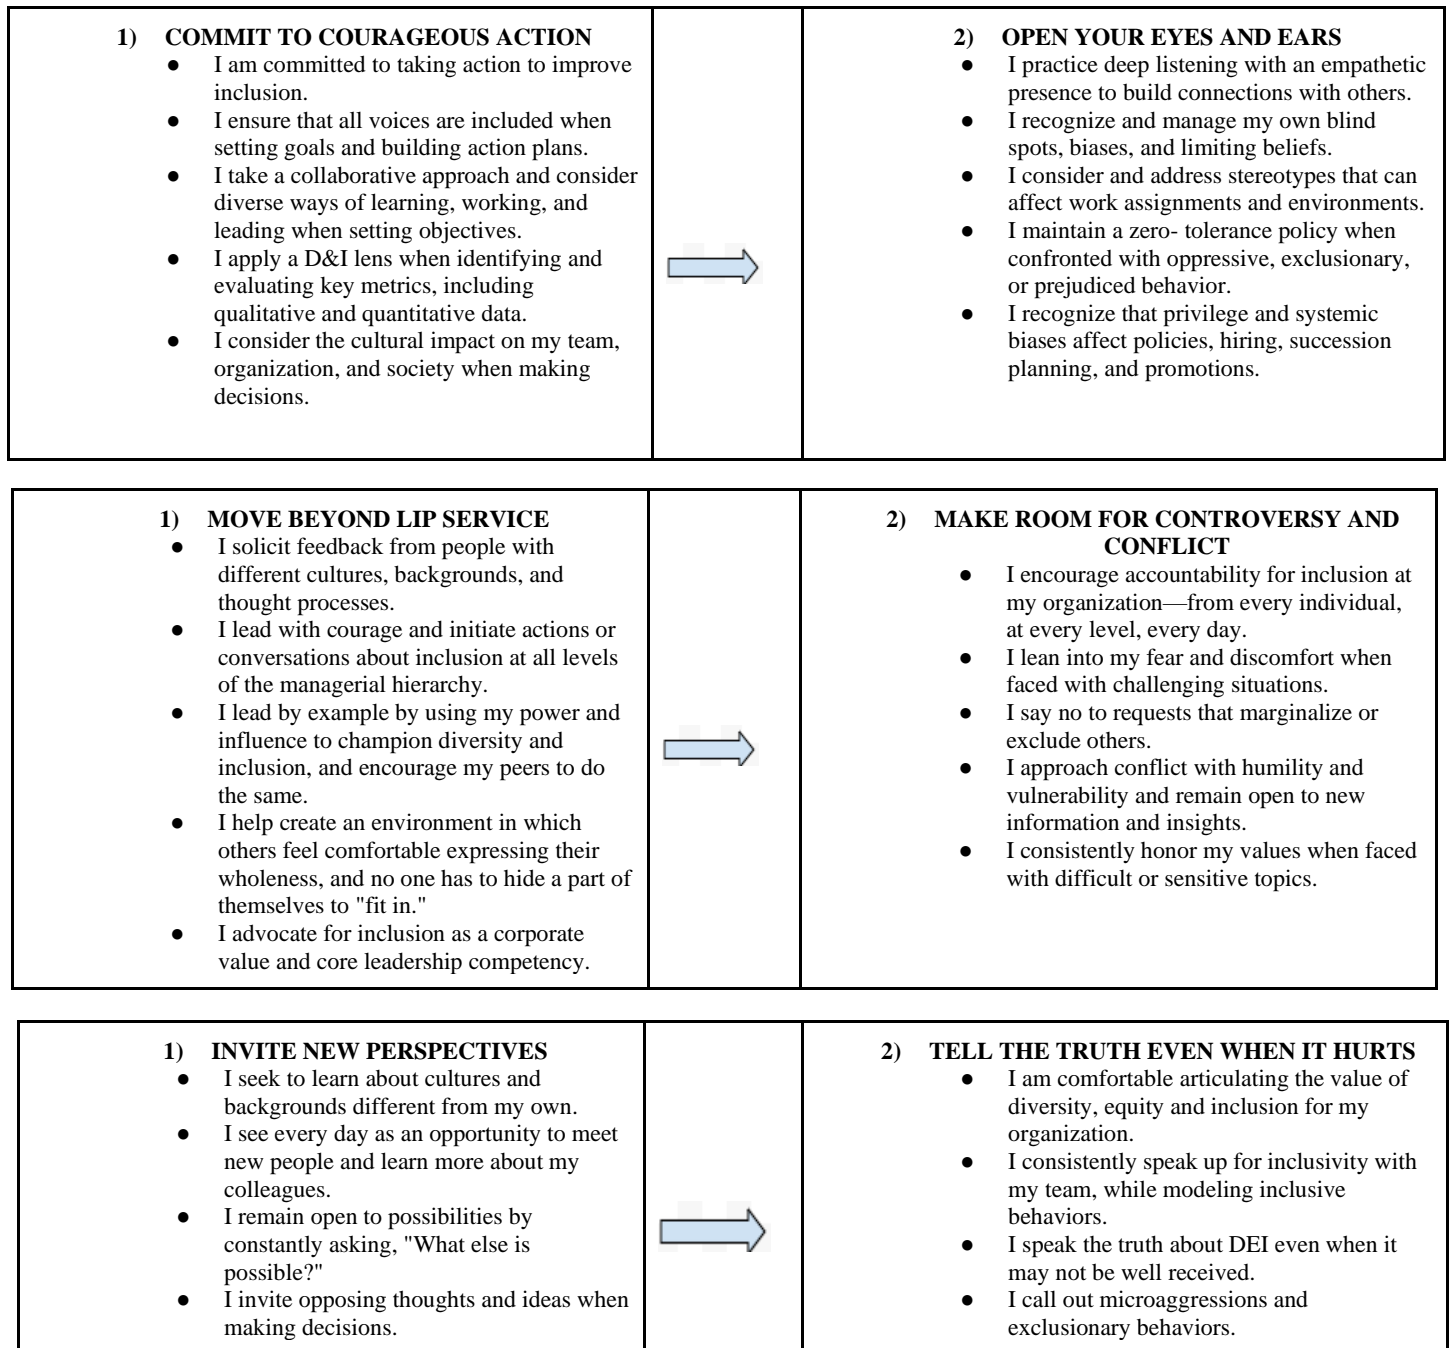 1) COMMIT TO COURAGEOUS ACTION
● I am committed to taking action to improve
inclusion.
● I ensure that all voices are included when
setting goals and building action plans.
● I take a collaborative approach and consider
diverse ways of learning, working, and
leading when setting objectives.
● I apply a D&I lens when identifying and
evaluating key metrics, including
qualitative and quantitative data.
● I consider the cultural impact on my team,
organization, and society when making
decisions.
2) OPEN YOUR EYES AND EARS
● I practice deep listening with an empathetic
presence to build connections with others.
● I recognize and manage my own blind
spots, biases, and limiting beliefs.
● I consider and address stereotypes that can
affect work assignments and environments.
● I maintain a zero- tolerance policy when
confronted with oppressive, exclusionary,
or prejudiced behavior.
● I recognize that privilege and systemic
biases affect policies, hiring, succession
planning, and promotions.
1) MOVE BEYOND LIP SERVICE
● I solicit feedback from people with
different cultures, backgrounds, and
thought processes.
● I lead with courage and initiate actions or
conversations about inclusion at all levels
of the managerial hierarchy.
● I lead by example by using my power and
influence to champion diversity and
inclusion, and encourage my peers to do
the same.
● I help create an environment in which
others feel comfortable expressing their
wholeness, and no one has to hide a part of
themselves to "fit in."
● I advocate for inclusion as a corporate
value and core leadership competency.
2) MAKE ROOM FOR CONTROVERSY AND
CONFLICT
● I encourage accountability for inclusion at
my organization—from every individual,
at every level, every day.
● I lean into my fear and discomfort when
faced with challenging situations.
● I say no to requests that marginalize or
exclude others.
● I approach conflict with humility and
vulnerability and remain open to new
information and insights.
● I consistently honor my values when faced
with difficult or sensitive topics.
1) INVITE NEW PERSPECTIVES
● I seek to learn about cultures and
backgrounds different from my own.
● I see every day as an opportunity to meet
new people and learn more about my
colleagues.
● I remain open to possibilities by
constantly asking, "What else is
possible?"
● I invite opposing thoughts and ideas when
making decisions.
2) TELL THE TRUTH EVEN WHEN IT HURTS
● I am comfortable articulating the value of
diversity, equity and inclusion for my
organization.
● I consistently speak up for inclusivity with
my team, while modeling inclusive
behaviors.
● I speak the truth about DEI even when it
may not be well received.
● I call out microaggressions and
exclusionary behaviors.